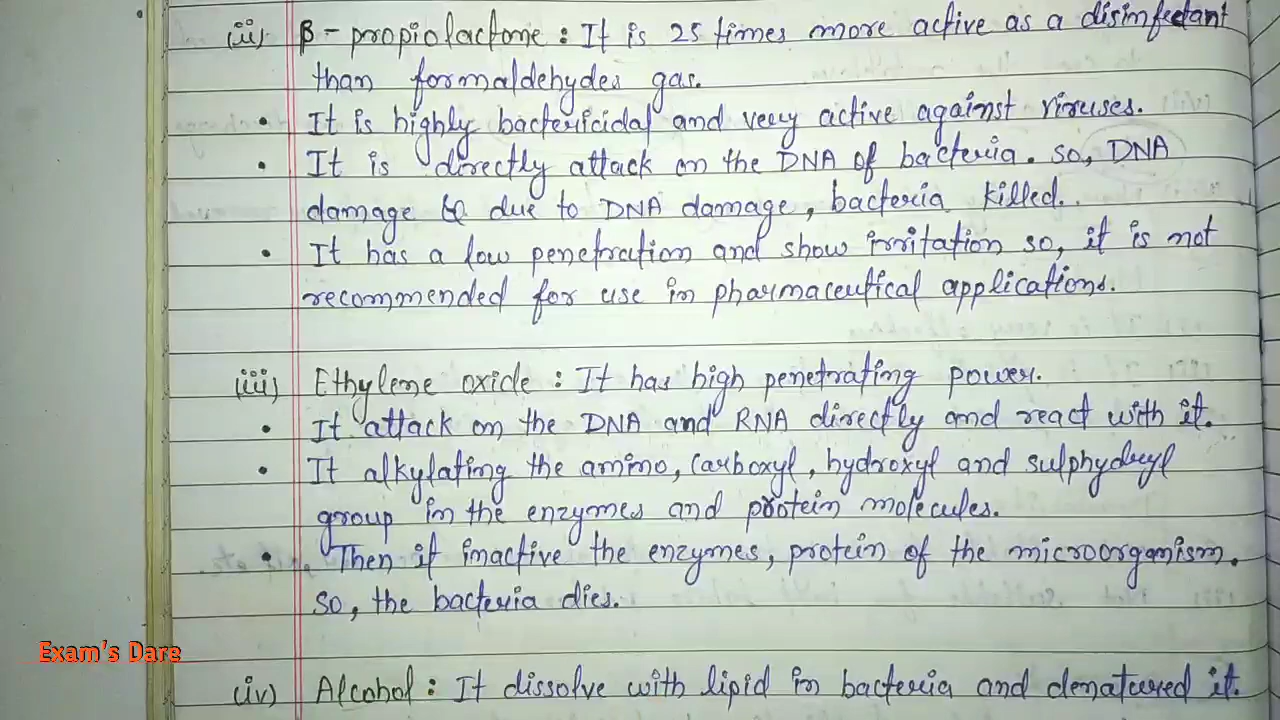 (ii) β - propiolactone : It is 25 times more active as a disinfectant
than formaldehydes gas.
• It is highly bactericidal and very active against viruses.
• It is directly attack on the DNA of bacteria. so, DNA
damage & due to DNA damage, bacteria killed.
• It has a low penetration and show irritation so, it is not
recommended for use in pharmaceutical applications.
(iii) Ethylene oxide : It has high penetrating power.
• It attack on the DNA and RNA directly and react with it.
• It alkylating the amino, carboxyl, hydroxyl and sulphydryl
group in the enzymes and protein molecules.
• Then it inactive the enzymes, protein of the microorganism.
so, the bacteria dies.
Exam's Dare
(iv) Alcohol : It dissolve with lipid in bacteria and denatured it.